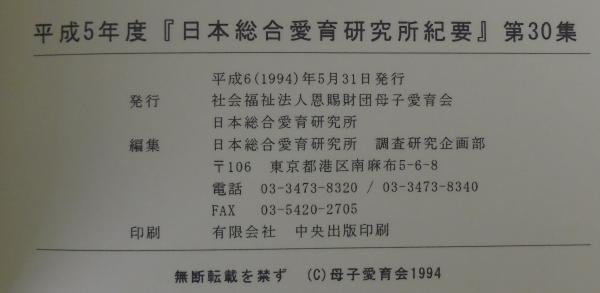 平成5年度『日本総合愛育研究所紀要』第30集
平成6(1994)年5月31日発行
発行 社会福祉法人恩賜財団母子愛育会
日本総合愛育研究所
編集 日本総合愛育研究所 調査研究企画部
〒106 東京都港区南麻布5-6-8
電話 03-3473-8320 / 03-3473-8340
FAX 03-5420-2705
印刷 有限会社 中央出版印刷
無断転載を禁ず (C)母子愛育会1994